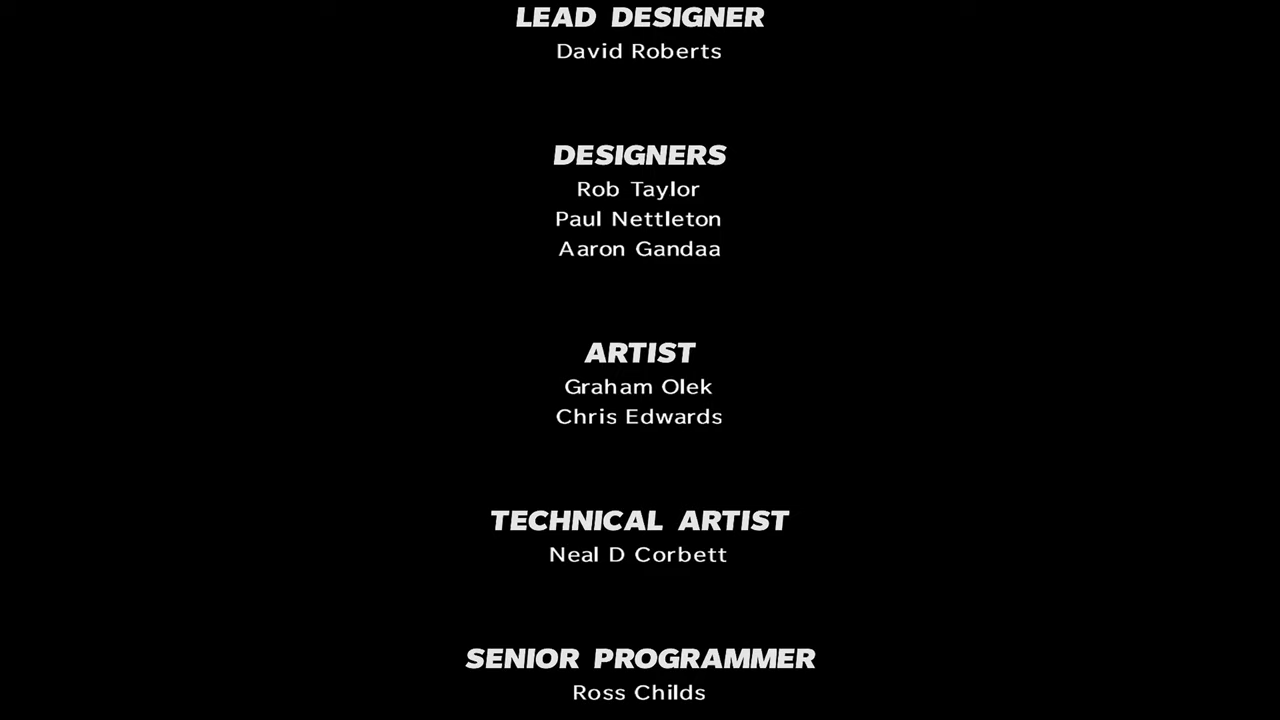 LEAD DESIGNER
David Roberts
DESIGNERS
Rob Taylor
Paul Nettleton
Aaron Gandaa
ARTIST
Graham Olek
Chris Edwards
TECHNICAL ARTIST
Neal D Corbett
SENIOR PROGRAMMER
Ross Childs